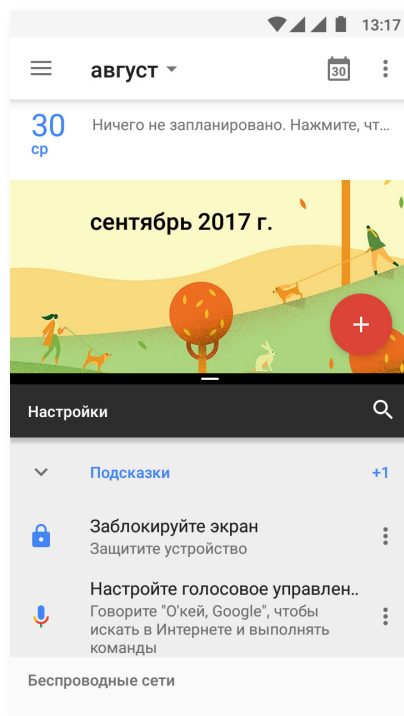 13:17
август
30
30
ср
Ничего не запланировано. Нажмите, чт...
сентябрь 2017 г.
Настройки
Подсказки
+1
Заблокируйте экран
Защитите устройство
Настройте голосовое управлен..
Говорите "О'кей, Google", чтобы
искать в Интернете и выполнять
команды
Беспроводные сети